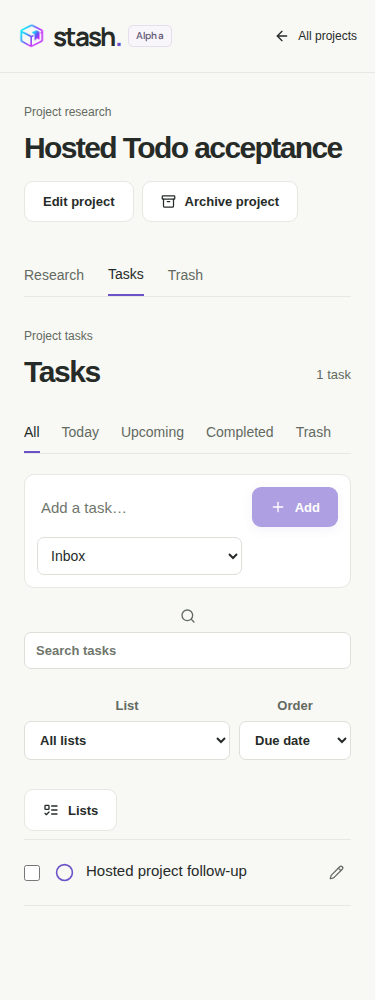 stash. Alpha All projects
Project research
Hosted Todo acceptance
Edit project Archive project
Research Tasks Trash
Project tasks
Tasks 1 task
All Today Upcoming Completed Trash
Add a task… Add
Inbox
Search tasks
List Order
All lists Due date
Lists
Hosted project follow-up